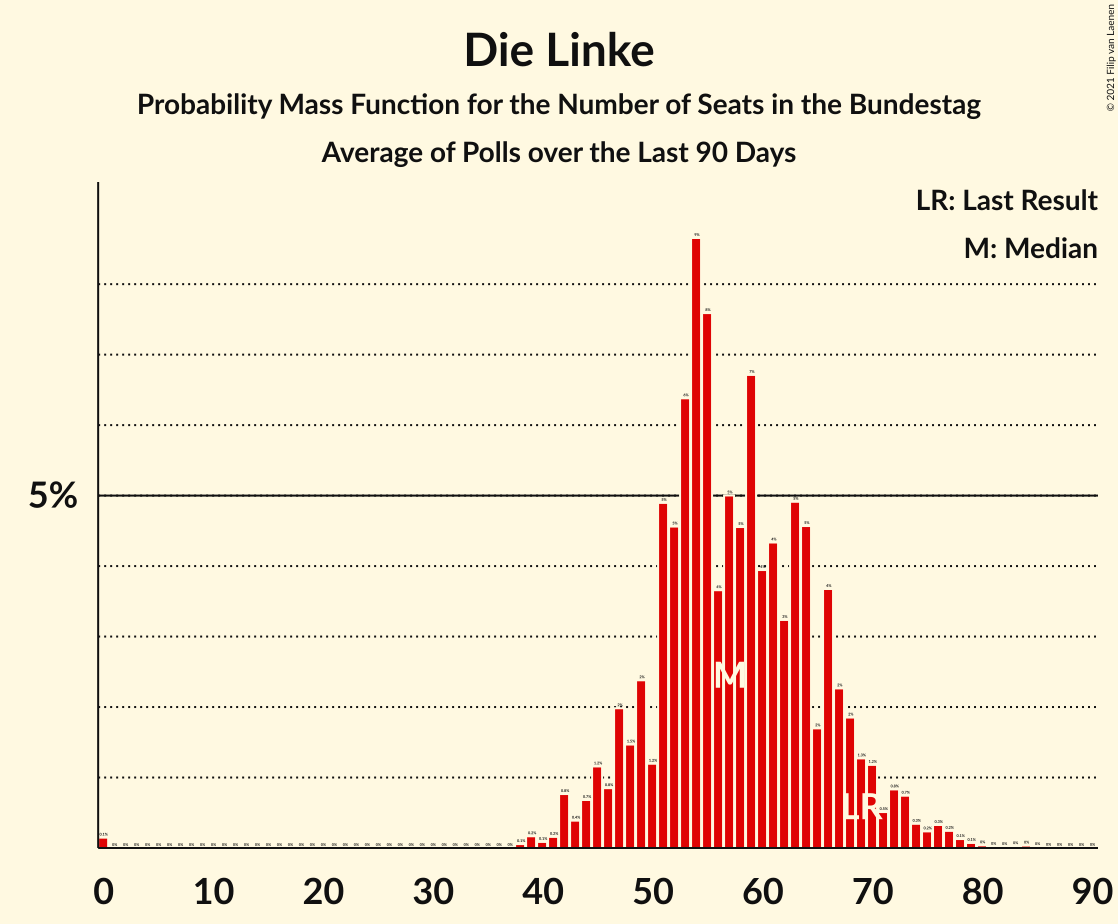 © 2021 Filip van Laenen
Die Linke
Probability Mass Function for the Number of Seats in the Bundestag
Average of Polls over the Last 90 Days
LR: Last Result
M: Median
5%
M
LR
0 10 20 30 40 50 60 70 80 90